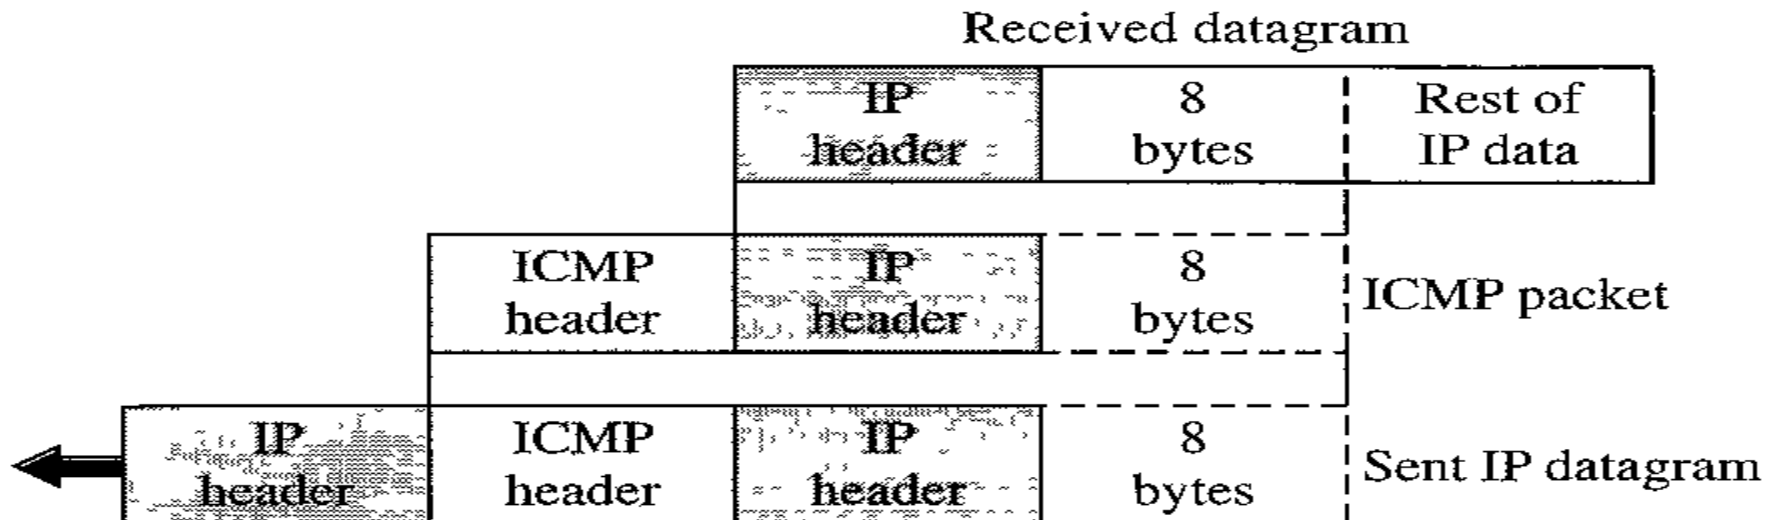 Received datagram
IP
header
8
bytes
Rest of
IP data
ICMP
header
IP
header
8
bytes
ICMP packet
IP
header
ICMP
header
IP
header
8
bytes
Sent IP datagram